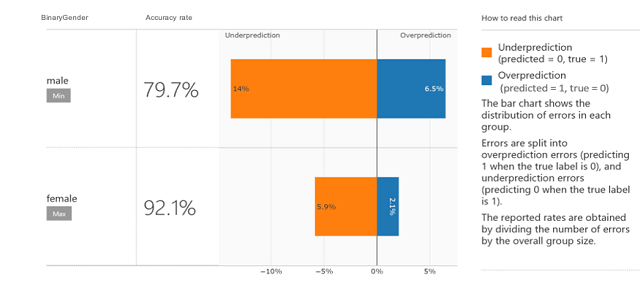 BinaryGender Accuracy rate
Underprediction Overprediction
male
Min
79.7%
14% 6.5%
female
Max
92.1%
5.9% 2.1%
−10% −5% 0% 5%
How to read this chart
Underprediction
(predicted = 0, true = 1)
Overprediction
(predicted = 1, true = 0)
The bar chart shows the
distribution of errors in each
group.
Errors are split into
overprediction errors (predicting
1 when the true label is 0), and
underprediction errors
(predicting 0 when the true label
is 1).
The reported rates are obtained
by dividing the number of errors
by the overall group size.